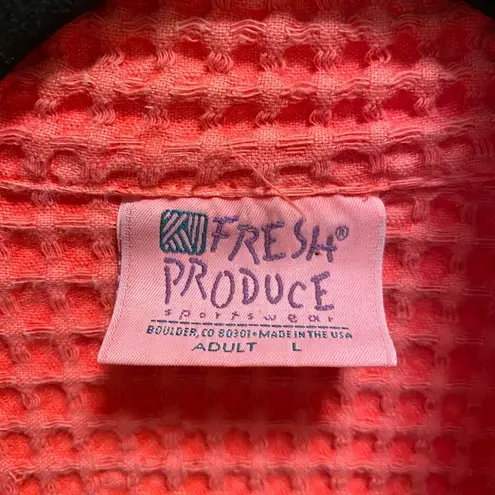 FRESH®
PRODUCE
sportswear
BOULDER, CO 80301•MADE IN THE USA
ADULT L